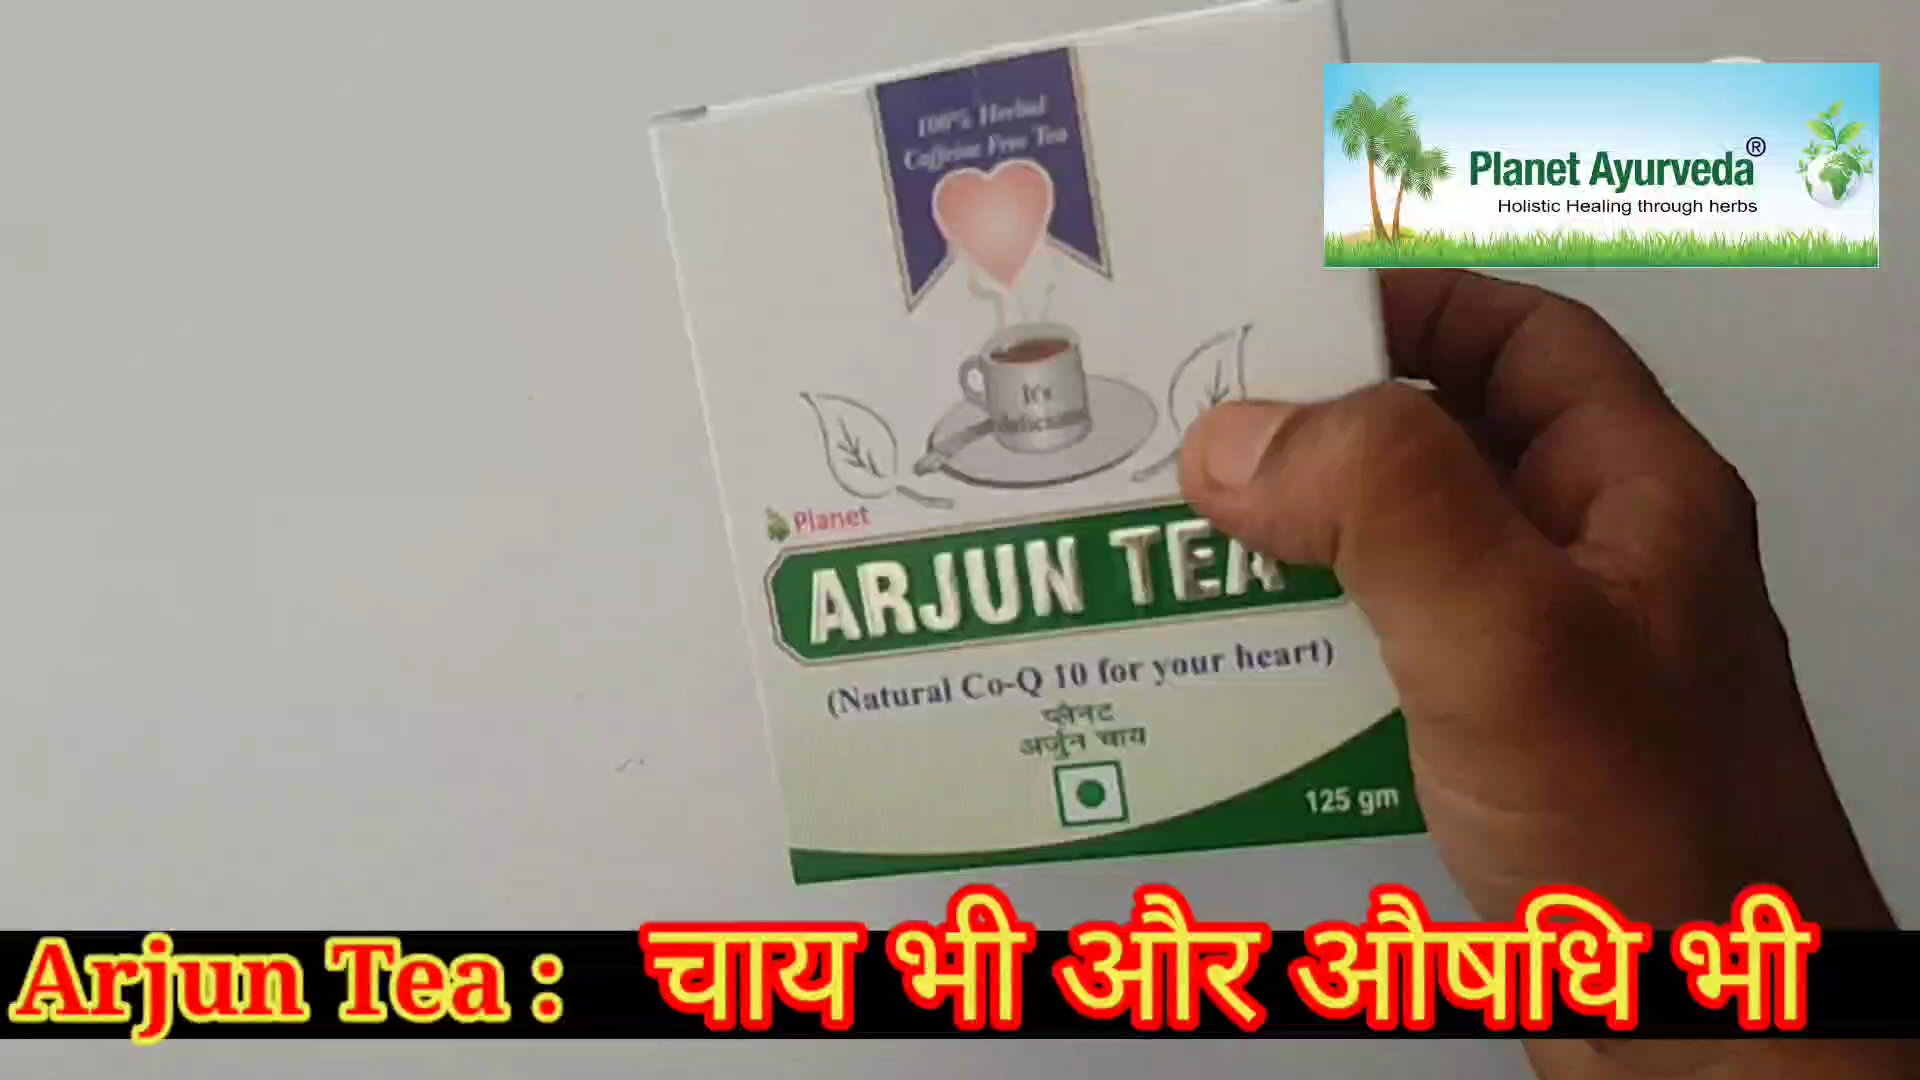 100% Herbal
Caffeine Free Tea
Planet Ayurveda®
Holistic Healing through herbs
It's
Planet
ARJUN TEA
(Natural Co-Q 10 for your heart)
प्लैनट
अर्जुन चाय
125 gm
Arjun Tea : चाय भी और औषधि भी